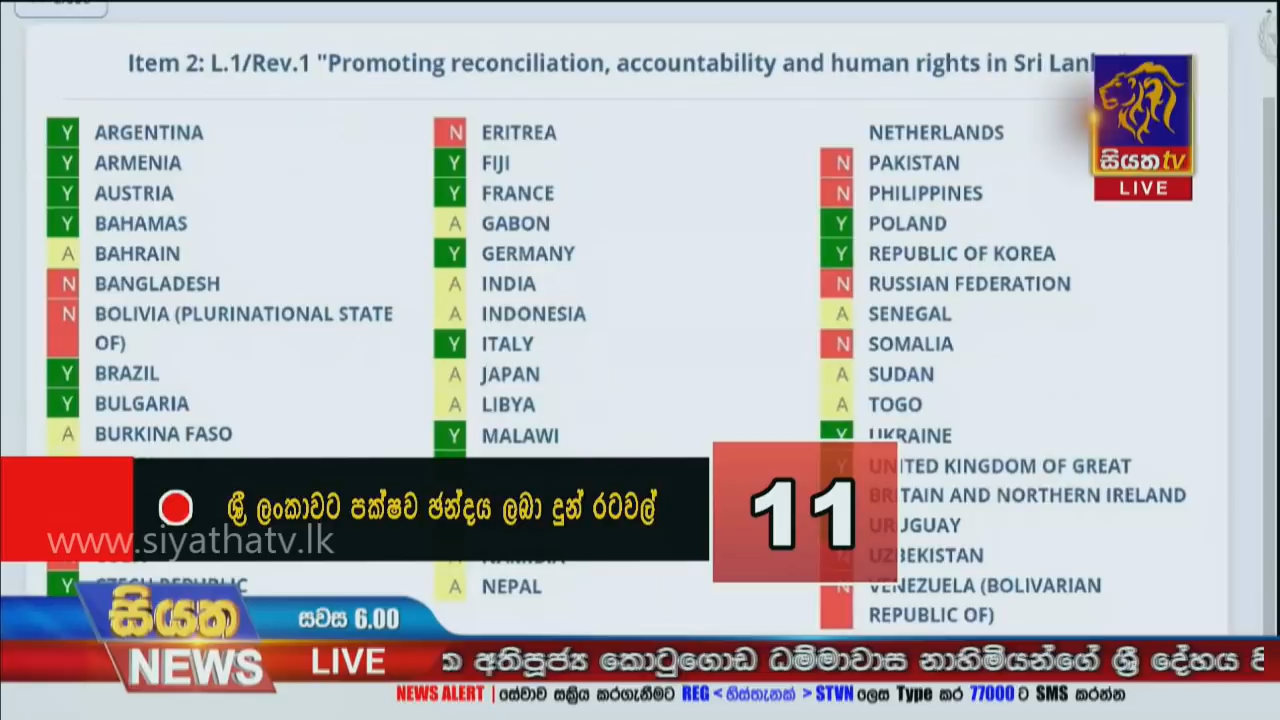 Item 2: L.1/Rev.1 "Promoting reconciliation, accountability and human rights in Sri Lan
Y ARGENTINA
Y ARMENIA
Y AUSTRIA
Y BAHAMAS
A BAHRAIN
N BANGLADESH
N BOLIVIA (PLURINATIONAL STATE
OF)
Y BRAZIL
Y BULGARIA
A BURKINA FASO
Y CZECH REPUBLIC
N ERITREA
Y FIJI
Y FRANCE
A GABON
Y GERMANY
A INDIA
A INDONESIA
Y ITALY
A JAPAN
A LIBYA
Y MALAWI
A NAMIBIA
A NEPAL
NETHERLANDS
N PAKISTAN
N PHILIPPINES
Y POLAND
Y REPUBLIC OF KOREA
N RUSSIAN FEDERATION
A SENEGAL
N SOMALIA
A SUDAN
A TOGO
Y UKRAINE
Y UNITED KINGDOM OF GREAT
BRITAIN AND NORTHERN IRELAND
URUGUAY
UZBEKISTAN
N VENEZUELA (BOLIVARIAN
REPUBLIC OF)
සියත tv
LIVE
ශ්‍රී ලංකාවට පක්ෂව ඡන්දය ලබා දුන් රටවල්
11
www.siyathatv.lk
සියත
NEWS
සවස 6.00
LIVE
ක අතිපූජ්‍ය කොටුගොඩ ධම්මාවාස නාහිමියන්ගේ ශ්‍රී දේහය වි
NEWS ALERT | සේවාව සක්‍රිය කරගැනීමට REG < හිස්තැනක් > STVN ලෙස Type කර 77000 ට SMS කරන්න